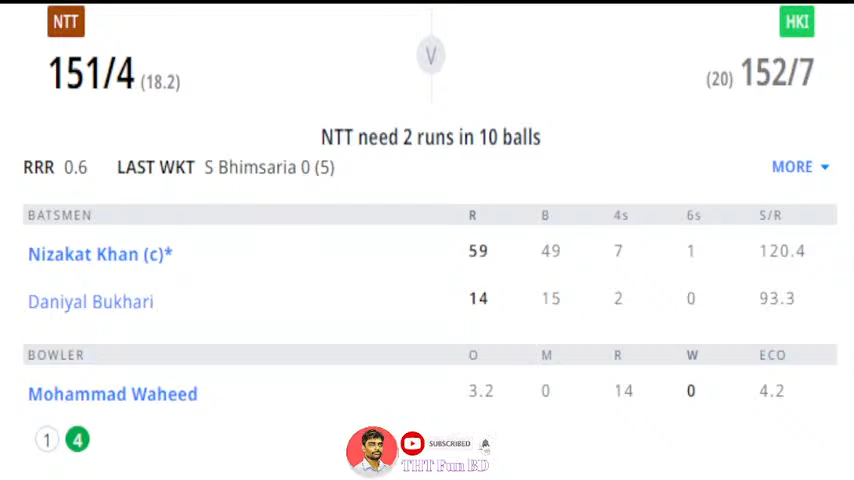 NTT HKI
151/4 (18.2) V (20) 152/7
NTT need 2 runs in 10 balls
RRR 0.6 LAST WKT S Bhimsaria 0 (5) MORE
BATSMEN R B 4s 6s S/R
Nizakat Khan (c)* 59 49 7 1 120.4
Daniyal Bukhari 14 15 2 0 93.3
BOWLER O M R W ECO
Mohammad Waheed 3.2 0 14 0 4.2
1 4
SUBSCRIBED
THT Fun BD